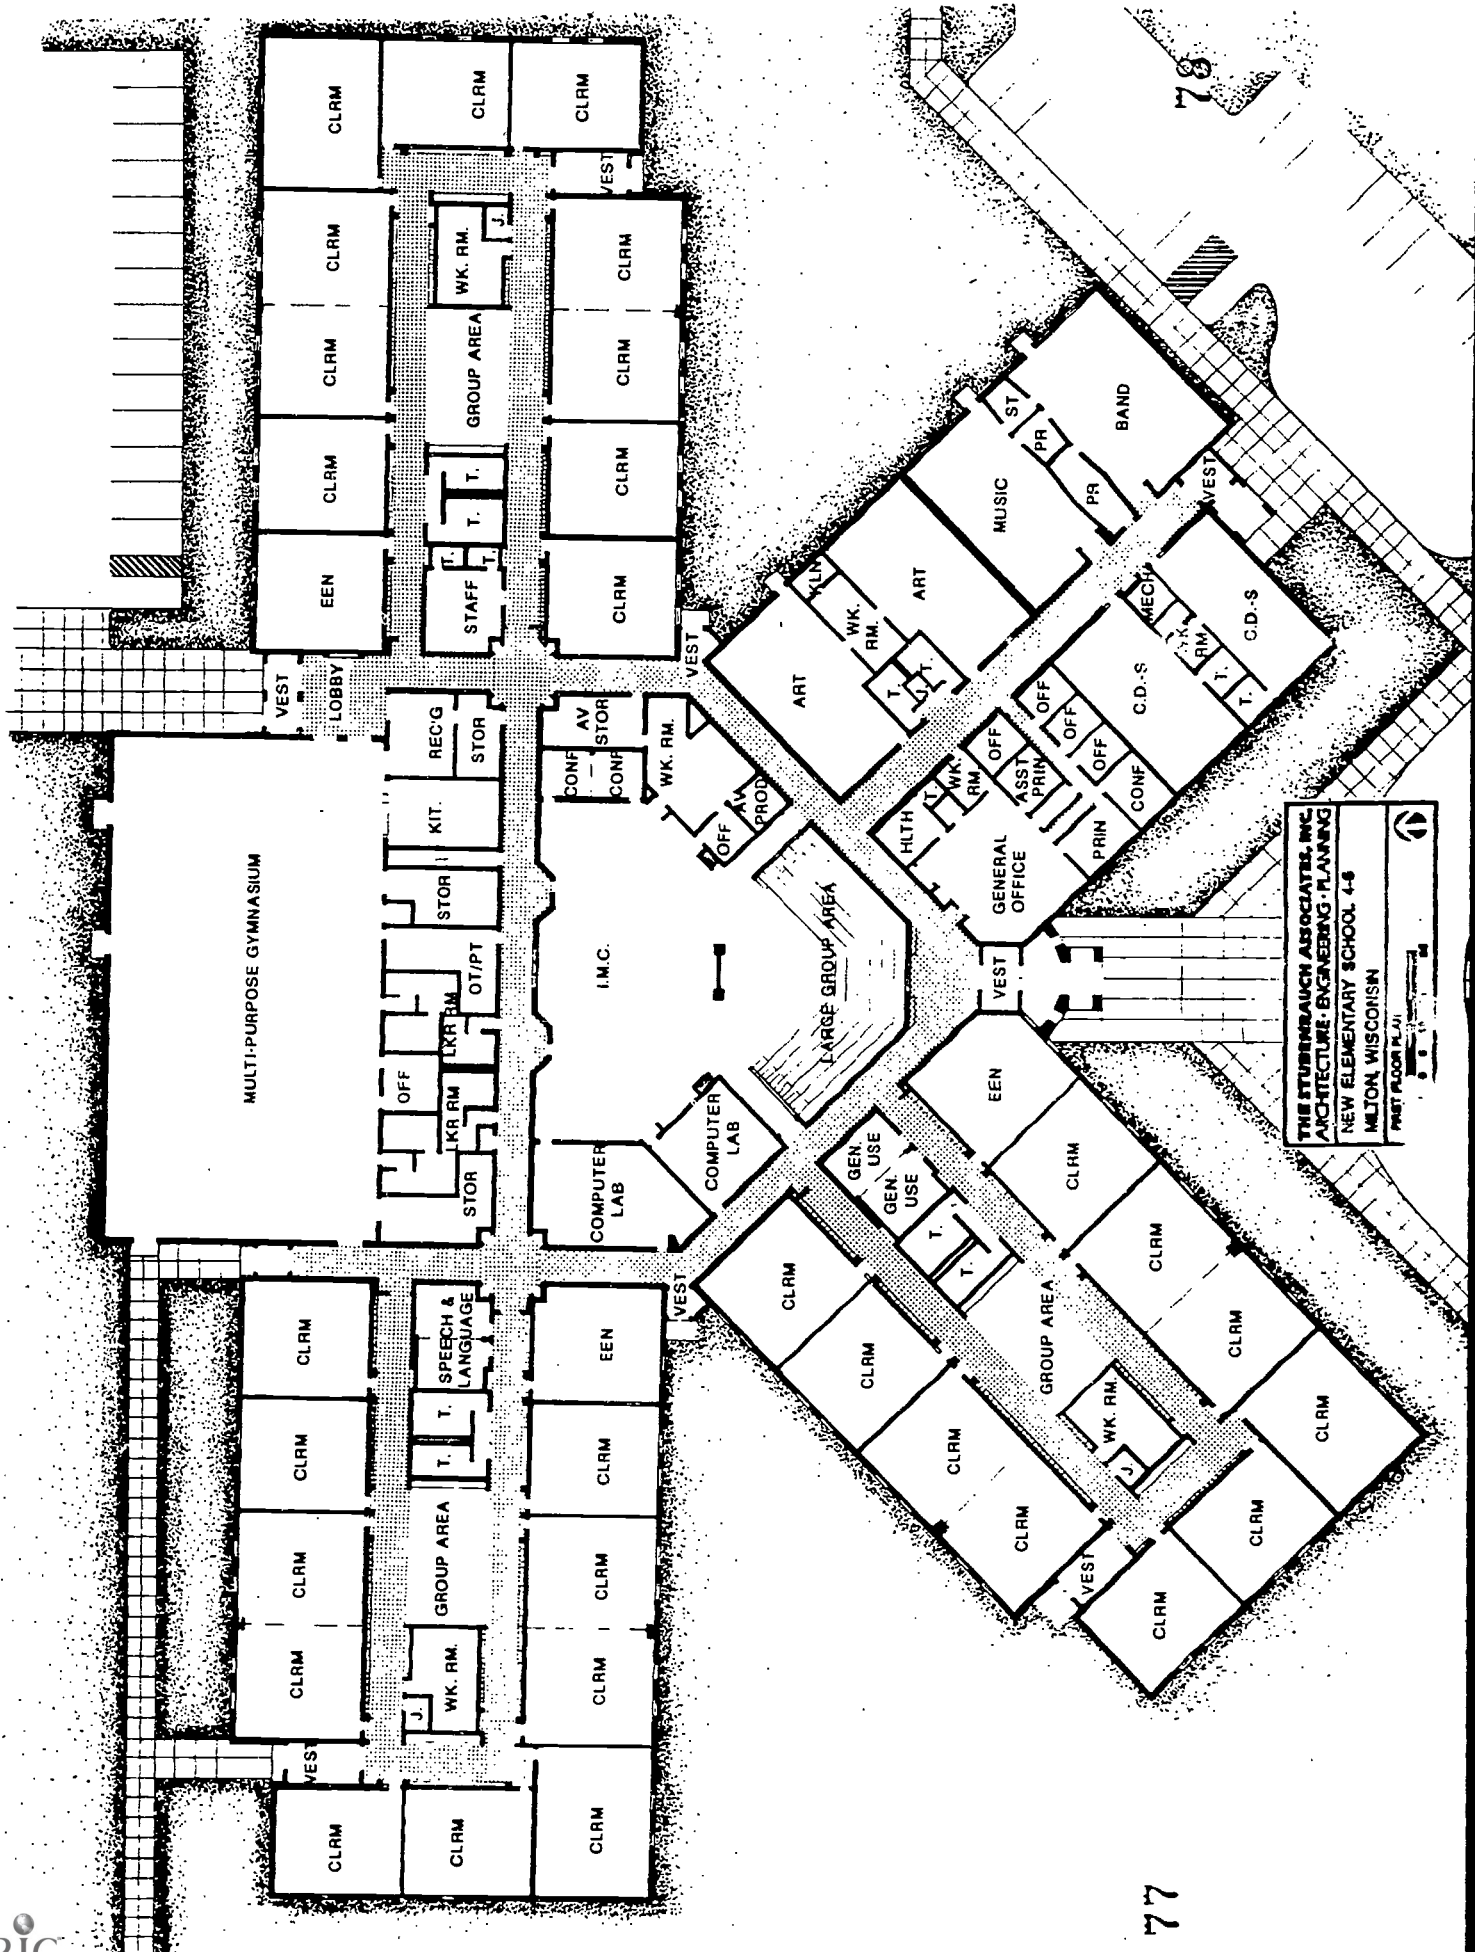 CLRM
CLRM
CLRM
VEST
CLRM
WK. RM.
J.
CLRM
CLRM
GROUP AREA
CLRM
CLRM
T.
CLRM
T.
EEN
T.
T.
STAFF
CLRM
VEST
LOBBY
VEST
REC'G
STOR
AV
STOR
CONF
CONF
WK. RM.
KIT.
AV
PROD
OFF
MULTI-PURPOSE GYMNASIUM
STOR
OT/PT
I.M.C.
LARGE GROUP AREA
LKR RM
OFF
LKR RM
STOR
COMPUTER
LAB
COMPUTER
LAB
BAND
ST
PR
PR
MUSIC
VEST
ART
WK.
RM.
T.
T.
J.
ART
MECH
RM
T.
T.
C.D.-S
C.D.-S
OFF
OFF
OFF
CONF
OFF
ASST
PRIN
WK
RM.
T.
HLTH
PRIN
GENERAL
OFFICE
VEST
CLRM
CLRM
CLRM
CLRM
SPEECH &
LANGUAGE
T.
T.
GROUP AREA
WK. RM.
J.
EEN
CLRM
CLRM
CLRM
VEST
CLRM
CLRM
CLRM
VEST
EEN
CLRM
CLRM
CLRM
CLRM
CLRM
CLRM
GEN.
USE
GEN.
USE
T.
T.
GROUP AREA
WK. RM.
J.
CLRM
CLRM
CLRM
CLRM
VEST
THE STUBENRAUCH ASSOCIATES, INC.
ARCHITECTURE · ENGINEERING · PLANNING
NEW ELEMENTARY SCHOOL 4-6
MILTON, WISCONSIN
FIRST FLOOR PLAN
77
78